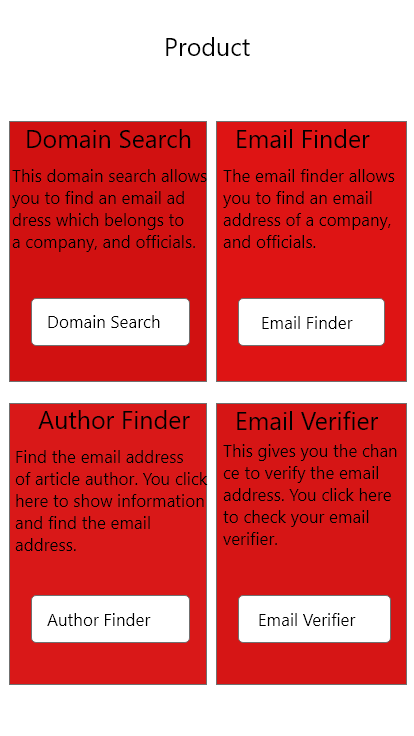 Product
Domain Search
This domain search allows
you to find an email ad
dress which belongs to
a company, and officials.
Domain Search
Email Finder
The email finder allows
you to find an email
address of a company,
and officials.
Email Finder
Author Finder
Find the email address
of article author. You click
here to show information
and find the email
address.
Author Finder
Email Verifier
This gives you the chan
ce to verify the email
address. You click here
to check your email
verifier.
Email Verifier